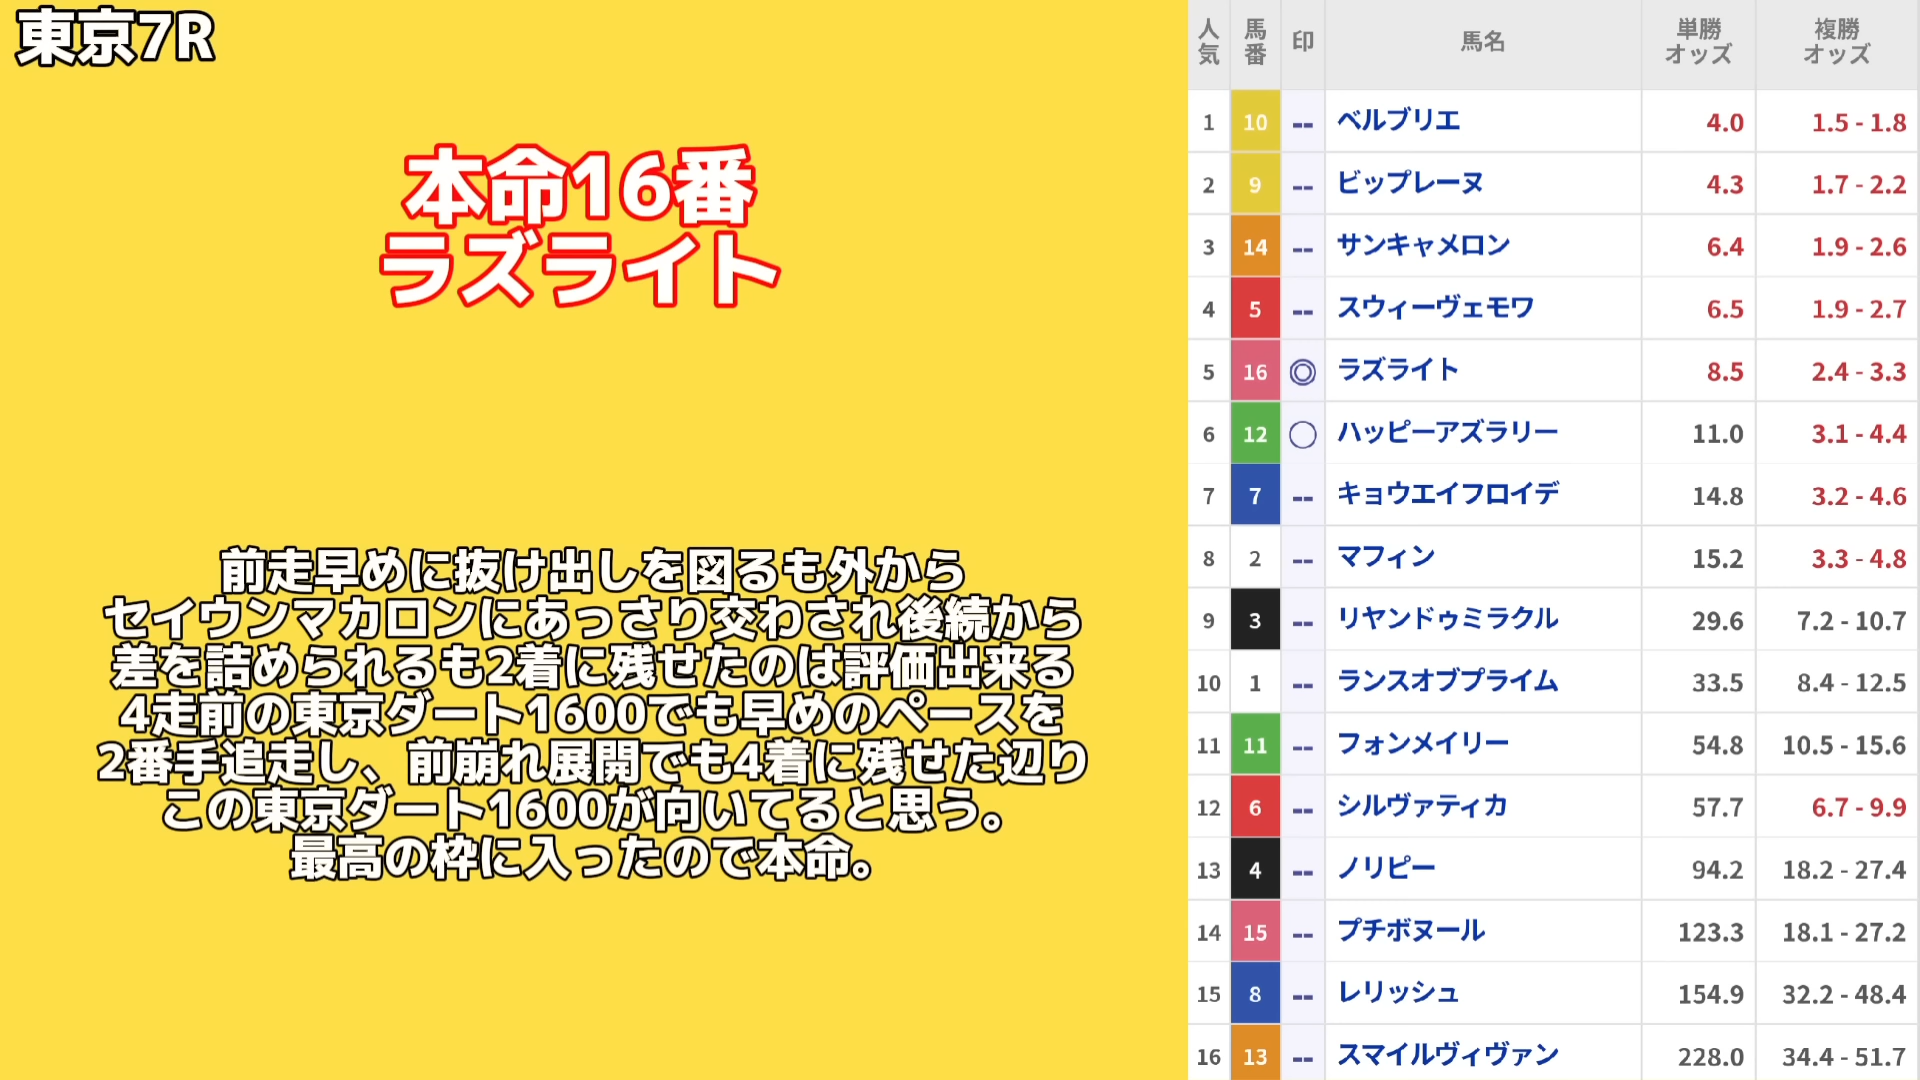 東京7R
本命16番
ラズライト
前走早めに抜け出しを図るも外から
セイウンマカロンにあっさり交わされ後続から
差を詰められるも2着に残せたのは評価出来る
4走前の東京ダート1600でも早めのペースを
2番手追走し、前崩れ展開でも4着に残せた辺り
この東京ダート1600が向いてると思う。
最高の枠に入ったので本命。
人気 馬番 印 馬名 単勝オッズ 複勝オッズ
1 10 -- ベルブリエ 4.0 1.5 - 1.8
2 9 -- ビップレーヌ 4.3 1.7 - 2.2
3 14 -- サンキャメロン 6.4 1.9 - 2.6
4 5 -- スウィーヴェモワ 6.5 1.9 - 2.7
5 16 ◎ ラズライト 8.5 2.4 - 3.3
6 12 ○ ハッピーアズラリー 11.0 3.1 - 4.4
7 7 -- キョウエイフロイデ 14.8 3.2 - 4.6
8 2 -- マフィン 15.2 3.3 - 4.8
9 3 -- リヤンドゥミラクル 29.6 7.2 - 10.7
10 1 -- ランスオブプライム 33.5 8.4 - 12.5
11 11 -- フォンメイリー 54.8 10.5 - 15.6
12 6 -- シルヴァティカ 57.7 6.7 - 9.9
13 4 -- ノリピー 94.2 18.2 - 27.4
14 15 -- プチボヌール 123.3 18.1 - 27.2
15 8 -- レリッシュ 154.9 32.2 - 48.4
16 13 -- スマイルヴィヴァン 228.0 34.4 - 51.7